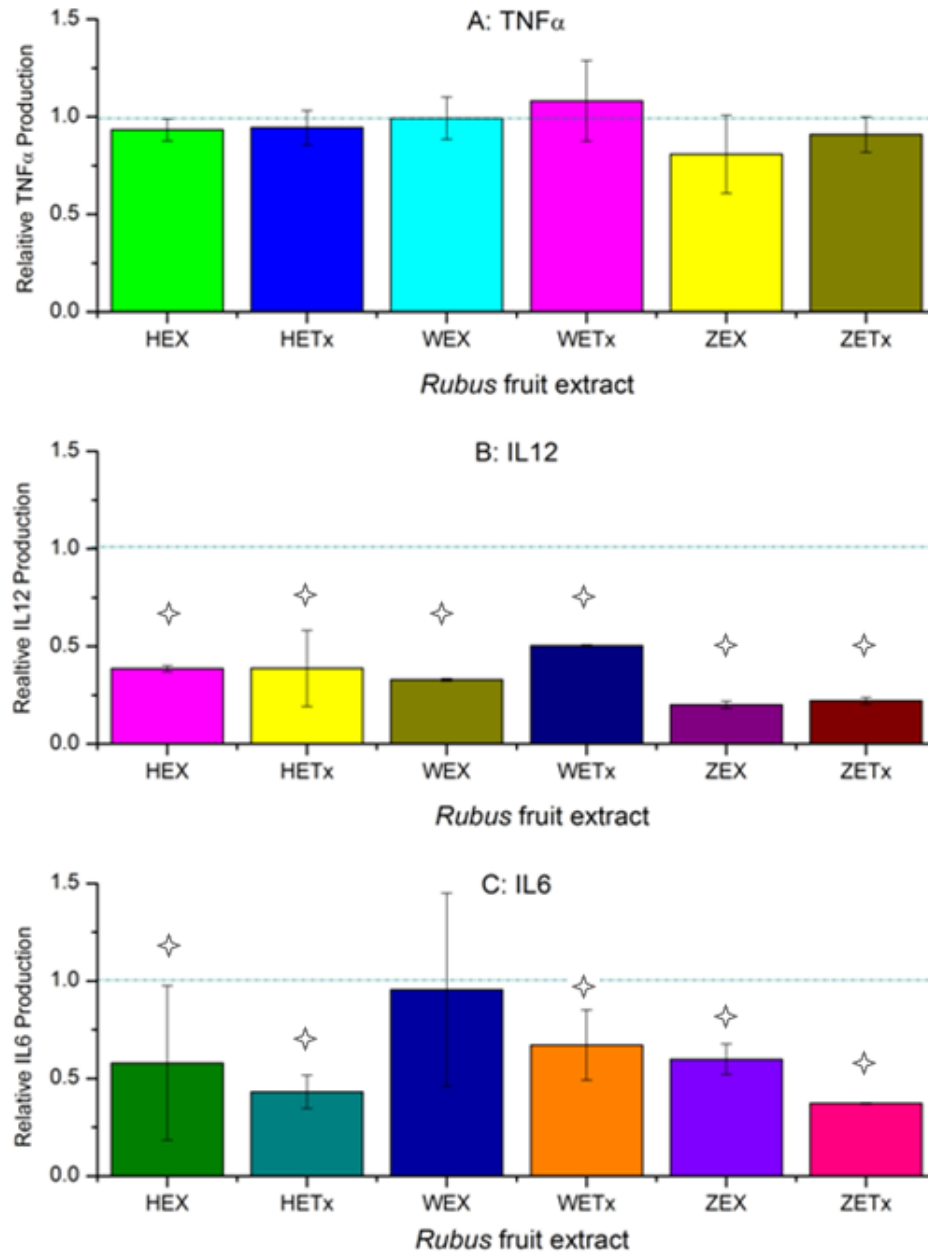 A: TNFα
Relaitive TNFα Production
1.5
1.0
0.5
0.0
HEX HETx WEX WETx ZEX ZETx
Rubus fruit extract
B: IL12
Realtive IL12 Production
1.5
1.0
0.5
0.0
HEX HETx WEX WETx ZEX ZETx
Rubus fruit extract
C: IL6
Relative IL6 Production
1.5
1.0
0.5
0.0
HEX HETx WEX WETx ZEX ZETx
Rubus fruit extract